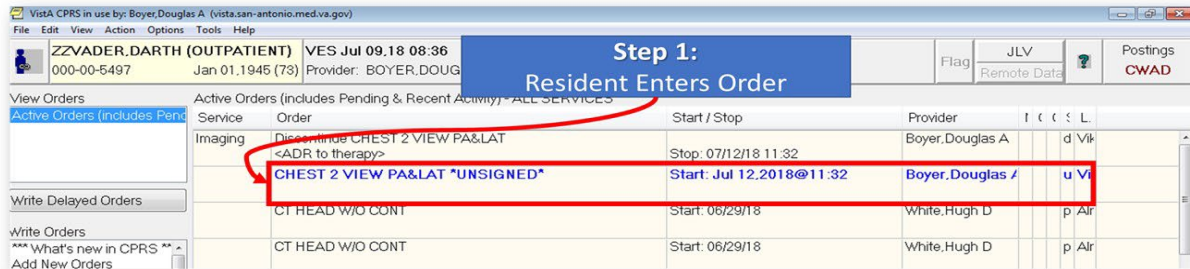 VistA CPRS in use by: Boyer,Douglas A (vista.san-antonio.med.va.gov)
File Edit View Action Options Tools Help
ZZVADER,DARTH (OUTPATIENT) VES Jul 09,18 08:36 Flag JLV ? Postings
000-00-5497 Jan 01,1945 (73) Provider: BOYER,DOUG Remote Data CWAD
Step 1:
Resident Enters Order
View Orders Active Orders (includes Pending & Recent Activity) - ALL SERVICES
Active Orders (includes Pend Service Order Start / Stop Provider
Imaging Discontinue CHEST 2 VIEW PA&LAT Boyer,Douglas A d Vik
<ADR to therapy> Stop: 07/12/18 11:32
CHEST 2 VIEW PA&LAT *UNSIGNED* Start: Jul 12,2018@11:32 Boyer,Douglas A u Vi
Write Delayed Orders
CT HEAD W/O CONT Start: 06/29/18 White,Hugh D p Alr
Write Orders
*** What's new in CPRS ** CT HEAD W/O CONT Start: 06/29/18 White,Hugh D p Alr
Add New Orders